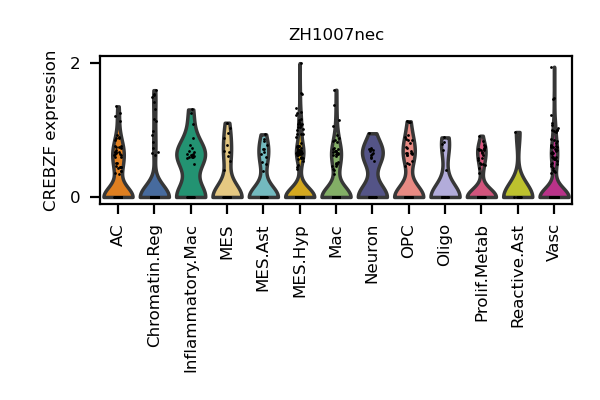 ZH1007nec
CREBZF expression
2
0
AC
Chromatin.Reg
Inflammatory.Mac
MES
MES.Ast
MES.Hyp
Mac
Neuron
OPC
Oligo
Prolif.Metab
Reactive.Ast
Vasc